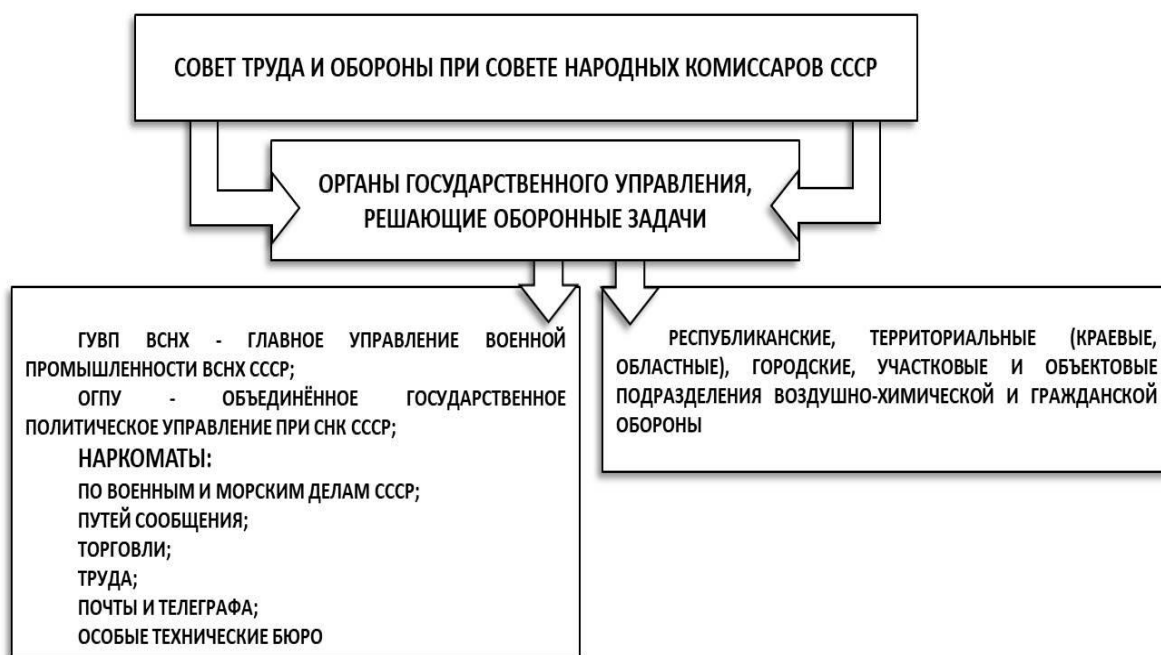 СОВЕТ ТРУДА И ОБОРОНЫ ПРИ СОВЕТЕ НАРОДНЫХ КОМИССАРОВ СССР
ОРГАНЫ ГОСУДАРСТВЕННОГО УПРАВЛЕНИЯ,
РЕШАЮЩИЕ ОБОРОННЫЕ ЗАДАЧИ
ГУВП ВСНХ - ГЛАВНОЕ УПРАВЛЕНИЕ ВОЕННОЙ
ПРОМЫШЛЕННОСТИ ВСНХ СССР;
ОГПУ - ОБЪЕДИНЁННОЕ ГОСУДАРСТВЕННОЕ
ПОЛИТИЧЕСКОЕ УПРАВЛЕНИЕ ПРИ СНК СССР;
НАРКОМАТЫ:
ПО ВОЕННЫМ И МОРСКИМ ДЕЛАМ СССР;
ПУТЕЙ СООБЩЕНИЯ;
ТОРГОВЛИ;
ТРУДА;
ПОЧТЫ И ТЕЛЕГРАФА;
ОСОБЫЕ ТЕХНИЧЕСКИЕ БЮРО
РЕСПУБЛИКАНСКИЕ, ТЕРРИТОРИАЛЬНЫЕ (КРАЕВЫЕ,
ОБЛАСТНЫЕ), ГОРОДСКИЕ, УЧАСТКОВЫЕ И ОБЪЕКТОВЫЕ
ПОДРАЗДЕЛЕНИЯ ВОЗДУШНО-ХИМИЧЕСКОЙ И ГРАЖДАНСКОЙ
ОБОРОНЫ